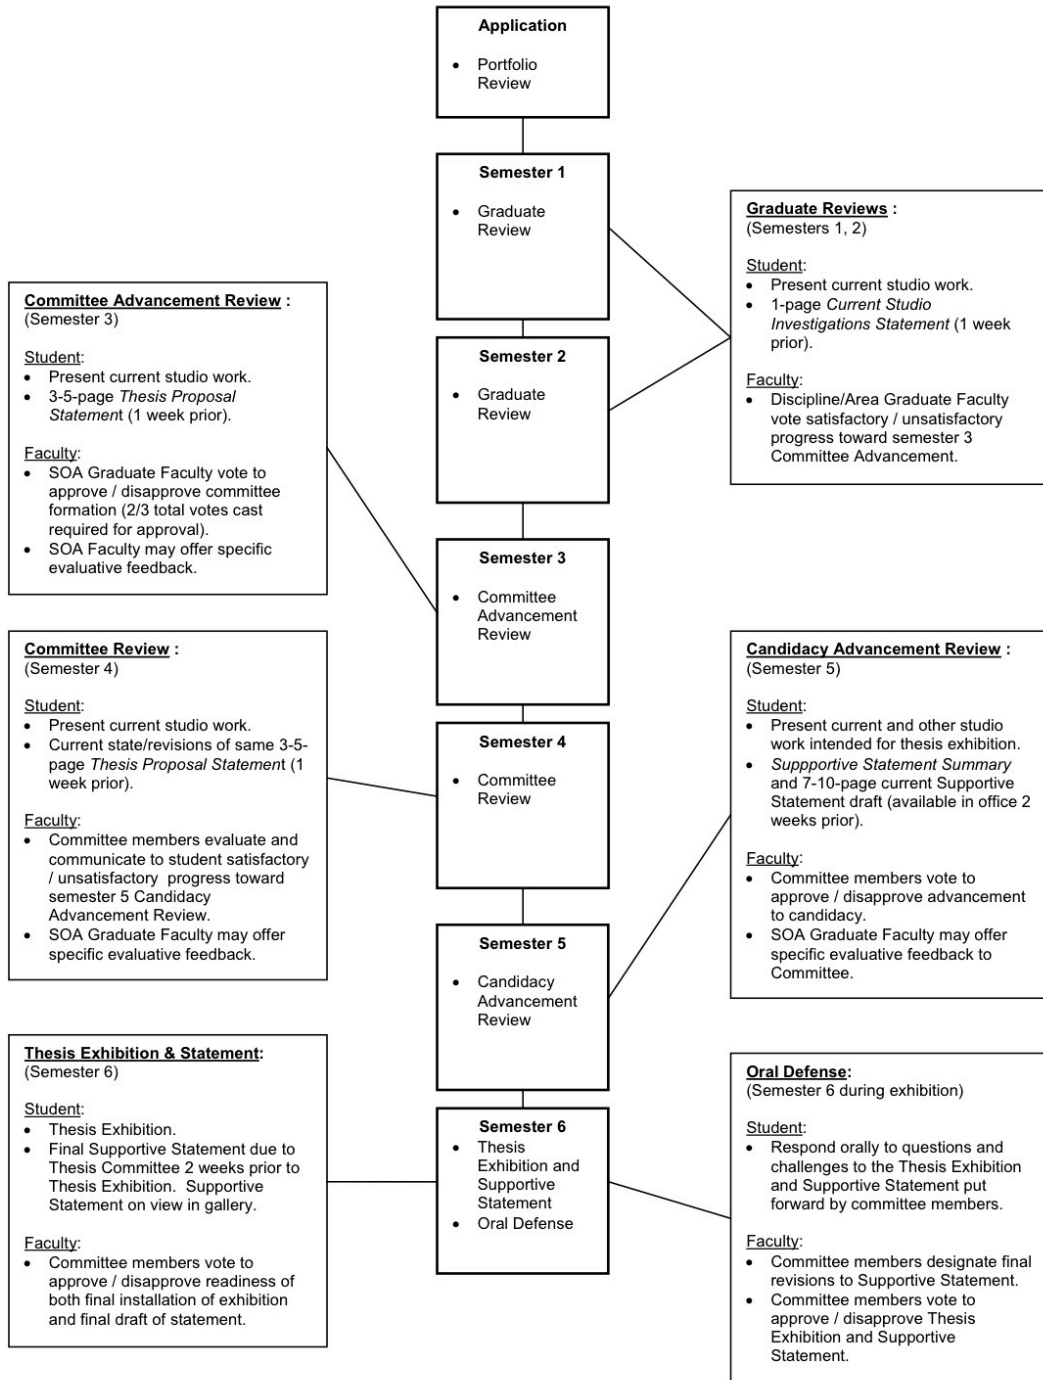 Application
• Portfolio
Review
Semester 1
• Graduate
Review
Graduate Reviews :
(Semesters 1, 2)
Student:
• Present current studio work.
• 1-page Current Studio
Investigations Statement (1 week
prior).
Faculty:
• Discipline/Area Graduate Faculty
vote satisfactory / unsatisfactory
progress toward semester 3
Committee Advancement.
Semester 2
• Graduate
Review
Committee Advancement Review :
(Semester 3)
Student:
• Present current studio work.
• 3-5-page Thesis Proposal
Statement (1 week prior).
Faculty:
• SOA Graduate Faculty vote to
approve / disapprove committee
formation (2/3 total votes cast
required for approval).
• SOA Faculty may offer specific
evaluative feedback.
Semester 3
• Committee
Advancement
Review
Committee Review :
(Semester 4)
Student:
• Present current studio work.
• Current state/revisions of same 3-5-
page Thesis Proposal Statement (1
week prior).
Faculty:
• Committee members evaluate and
communicate to student satisfactory
/ unsatisfactory progress toward
semester 5 Candidacy
Advancement Review.
• SOA Graduate Faculty may offer
specific evaluative feedback.
Semester 4
• Committee
Review
Candidacy Advancement Review :
(Semester 5)
Student:
• Present current and other studio
work intended for thesis exhibition.
• Suppportive Statement Summary
and 7-10-page current Supportive
Statement draft (available in office 2
weeks prior).
Faculty:
• Committee members vote to
approve / disapprove advancement
to candidacy.
• SOA Graduate Faculty may offer
specific evaluative feedback to
Committee.
Semester 5
• Candidacy
Advancement
Review
Thesis Exhibition & Statement:
(Semester 6)
Student:
• Thesis Exhibition.
• Final Supportive Statement due to
Thesis Committee 2 weeks prior to
Thesis Exhibition. Supportive
Statement on view in gallery.
Faculty:
• Committee members vote to
approve / disapprove readiness of
both final installation of exhibition
and final draft of statement.
Semester 6
• Thesis
Exhibition and
Supportive
Statement
• Oral Defense
Oral Defense:
(Semester 6 during exhibition)
Student:
• Respond orally to questions and
challenges to the Thesis Exhibition
and Supportive Statement put
forward by committee members.
Faculty:
• Committee members designate final
revisions to Supportive Statement.
• Committee members vote to
approve / disapprove Thesis
Exhibition and Supportive
Statement.